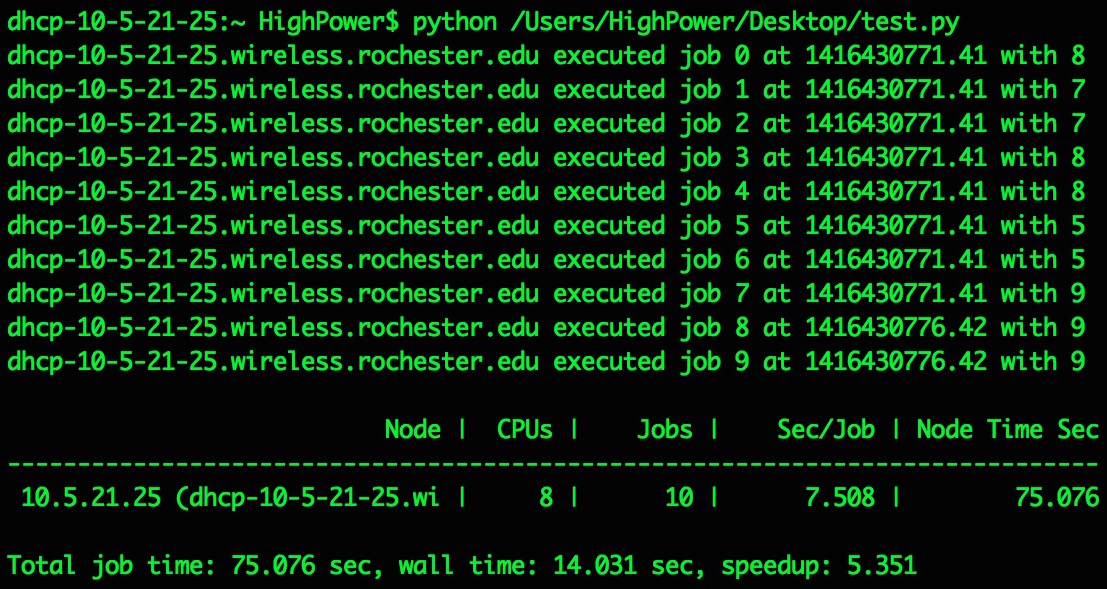 dhcp-10-5-21-25:~ HighPower$ python /Users/HighPower/Desktop/test.py
dhcp-10-5-21-25.wireless.rochester.edu executed job 0 at 1416430771.41 with 8
dhcp-10-5-21-25.wireless.rochester.edu executed job 1 at 1416430771.41 with 7
dhcp-10-5-21-25.wireless.rochester.edu executed job 2 at 1416430771.41 with 7
dhcp-10-5-21-25.wireless.rochester.edu executed job 3 at 1416430771.41 with 8
dhcp-10-5-21-25.wireless.rochester.edu executed job 4 at 1416430771.41 with 8
dhcp-10-5-21-25.wireless.rochester.edu executed job 5 at 1416430771.41 with 5
dhcp-10-5-21-25.wireless.rochester.edu executed job 6 at 1416430771.41 with 5
dhcp-10-5-21-25.wireless.rochester.edu executed job 7 at 1416430771.41 with 9
dhcp-10-5-21-25.wireless.rochester.edu executed job 8 at 1416430776.42 with 9
dhcp-10-5-21-25.wireless.rochester.edu executed job 9 at 1416430776.42 with 9
Node | CPUs | Jobs | Sec/Job | Node Time Sec
------------------------------------------------------------------------------
10.5.21.25 (dhcp-10-5-21-25.wi | 8 | 10 | 7.508 | 75.076
Total job time: 75.076 sec, wall time: 14.031 sec, speedup: 5.351